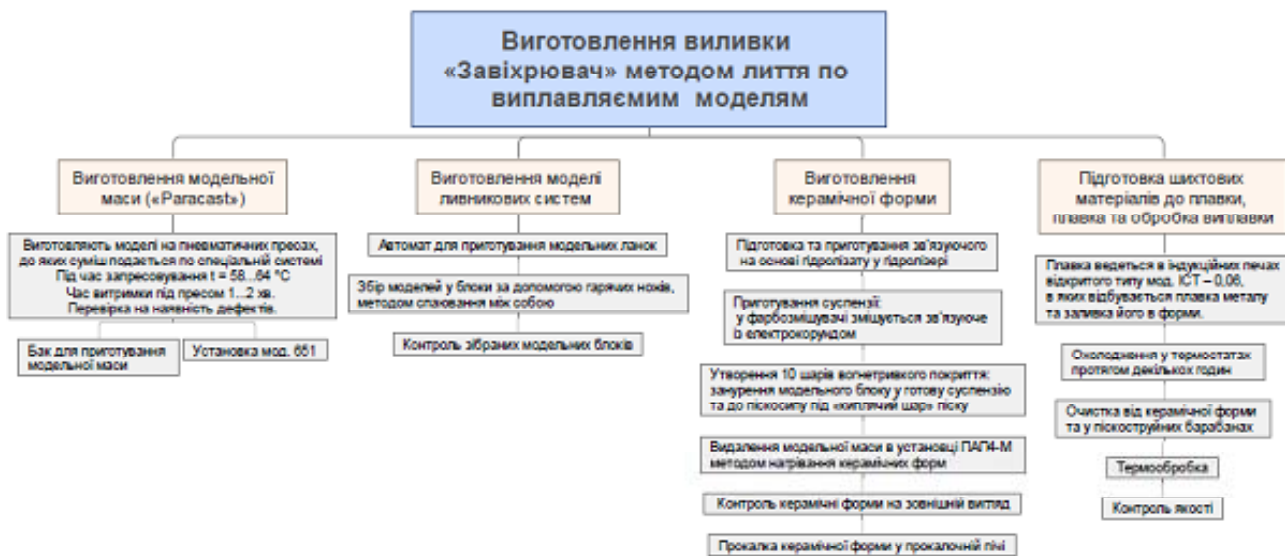 Виготовлення виливки
«Завіхрювач» методом лиття по
виплавляємим моделям
Виготовлення модельної
маси («Paracast»)
Виготовляють моделі на пневматичних пресах,
до яких суміш подається по спеціальній системі
Під час запресовування t = 58...64 °С
Час витримки під пресом 1...2 хв.
Перевірка на наявність дефектів.
Бак для приготування
модельної маси
Установка мод. 651
Виготовлення моделі
ливникових систем
Автомат для приготування модельних ланок
Збір моделей у блоки за допомогою гарячих ножів,
методом спаювання між собою
Контроль зібраних модельних блоків
Виготовлення
керамічної форми
Підготовка та приготування зв'язуючого
на основі гідролізату у гідролізері
Приготування суспензії:
у фарбозмішувачі змішується зв'язуюче
із електрокорундом
Утворення 10 шарів вогнетривкого покриття:
занурення модельного блоку у готову суспензію
та до піскосипу під «киплячий шар» піску
Видалення модельної маси в установці ПАП4-М
методом нагрівання керамічних форм
Контроль керамічні форми на зовнішній вигляд
Прокалка керамічної форми у прокалочній пічі
Підготовка шихтових
матеріалів до плавки,
плавка та обробка виплавки
Плавка ведеться в індукційних печах
відкритого типу мод. ІСТ – 0,06,
в яких відбувається плавка металу
та заливка його в форми.
Охолодження у термостатах
протягом декількох годин
Очистка від керамічної форми
та у піскоструйних барабанах
Термообробка
Контроль якості